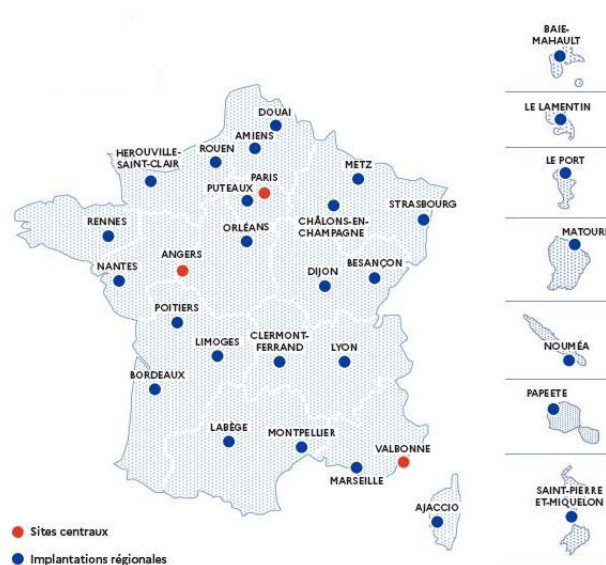 DOUAI
AMIENS
ROUEN
HEROUVILLE-
SAINT-CLAIR
PARIS
PUTEAUX
METZ
STRASBOURG
CHÂLONS-EN-
CHAMPAGNE
RENNES
ORLÉANS
ANGERS
NANTES
DIJON
BESANÇON
POITIERS
LIMOGES
CLERMONT-
FERRAND
LYON
BORDEAUX
LABÈGE
MONTPELLIER
VALBONNE
MARSEILLE
AJACCIO
Sites centraux
Implantations régionales
BAIE-
MAHAULT
LE LAMENTIN
LE PORT
MATOURY
NOUMÉA
PAPEETE
SAINT-PIERRE
ET-MIQUELON